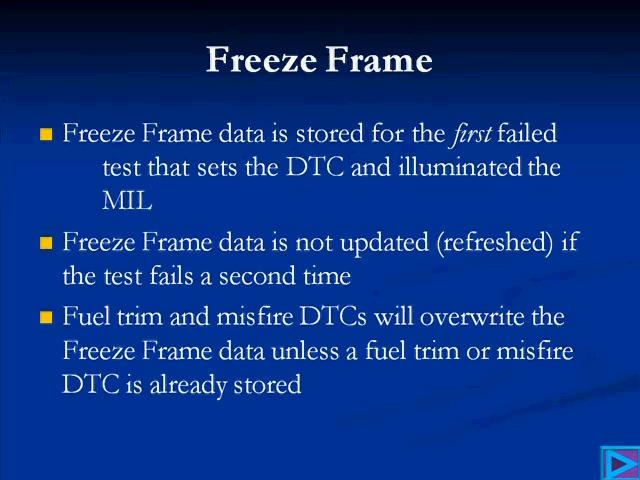 Freeze Frame
Freeze Frame data is stored for the first failed
test that sets the DTC and illuminated the
MIL
Freeze Frame data is not updated (refreshed) if
the test fails a second time
Fuel trim and misfire DTCs will overwrite the
Freeze Frame data unless a fuel trim or misfire
DTC is already stored